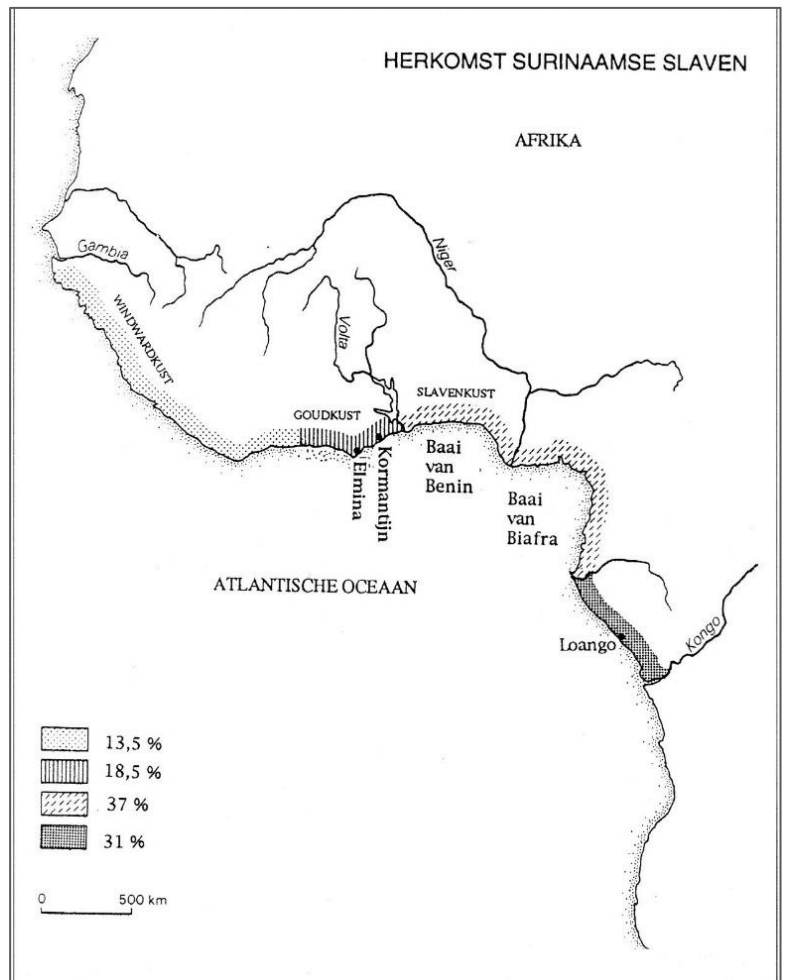 HERKOMST SURINAAMSE SLAVEN
AFRIKA
Gambia
Niger
WINDWARDKUST
Volta
SLAVENKUST
GOUDKUST
Elmina
Kormantijn
Baai
van
Benin
Baai
van
Biafra
ATLANTISCHE OCEAAN
Loango
Kongo
13,5 %
18,5 %
37 %
31 %
0 500 km